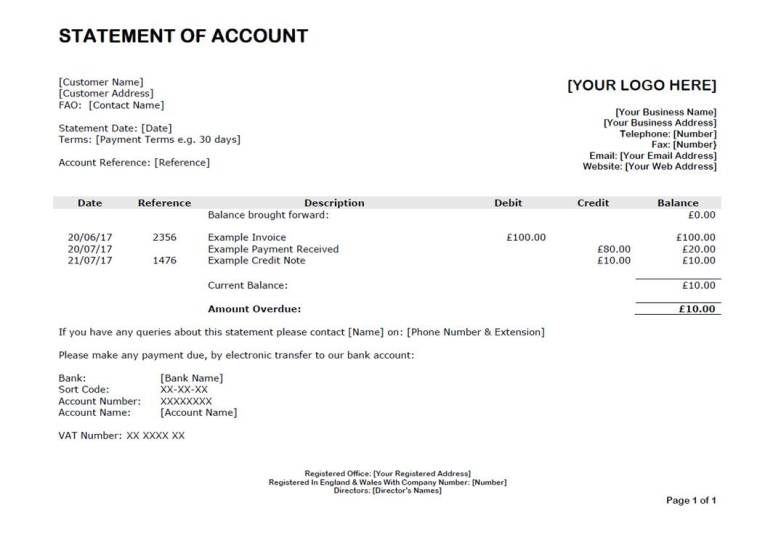 STATEMENT OF ACCOUNT
[Customer Name]
[Customer Address]
FAO: [Contact Name]
Statement Date: [Date]
Terms: [Payment Terms e.g. 30 days]
Account Reference: [Reference]
[YOUR LOGO HERE]
[Your Business Name]
[Your Business Address]
Telephone: [Number]
Fax: [Number}
Email: [Your Email Address]
Website: [Your Web Address]
Date Reference Description Debit Credit Balance
Balance brought forward: £0.00
20/06/17 2356 Example Invoice £100.00 £100.00
20/07/17 Example Payment Received £80.00 £20.00
21/07/17 1476 Example Credit Note £10.00 £10.00
Current Balance: £10.00
Amount Overdue: £10.00
If you have any queries about this statement please contact [Name] on: [Phone Number & Extension]
Please make any payment due, by electronic transfer to our bank account:
Bank: [Bank Name]
Sort Code: XX-XX-XX
Account Number: XXXXXXXX
Account Name: [Account Name]
VAT Number: XX XXXX XX
Registered Office: [Your Registered Address]
Registered In England & Wales With Company Number: [Number]
Directors: [Director's Names]
Page 1 of 1